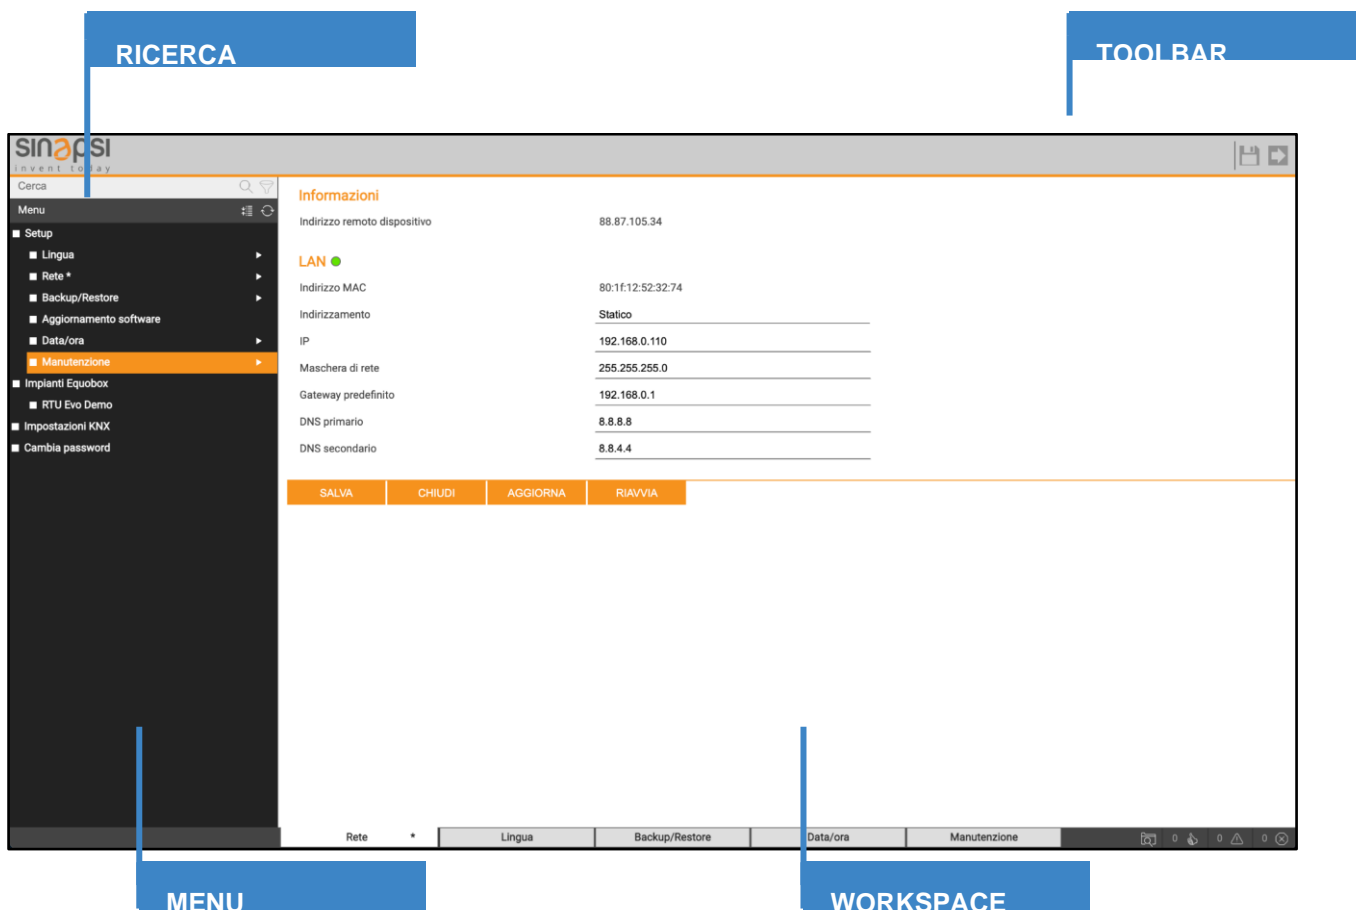 RICERCA
TOOLBAR
sinapsi
invent today
Cerca
Menu
Setup
Lingua
Rete *
Backup/Restore
Aggiornamento software
Data/ora
Manutenzione
Impianti Equobox
RTU Evo Demo
Impostazioni KNX
Cambia password
Informazioni
Indirizzo remoto dispositivo 88.87.105.34
LAN
Indirizzo MAC 80:1f:12:52:32:74
Indirizzamento Statico
IP 192.168.0.110
Maschera di rete 255.255.255.0
Gateway predefinito 192.168.0.1
DNS primario 8.8.8.8
DNS secondario 8.8.4.4
SALVA CHIUDI AGGIORNA RIAVVIA
Rete * Lingua Backup/Restore Data/ora Manutenzione 0 0 0
MENU
WORKSPACE